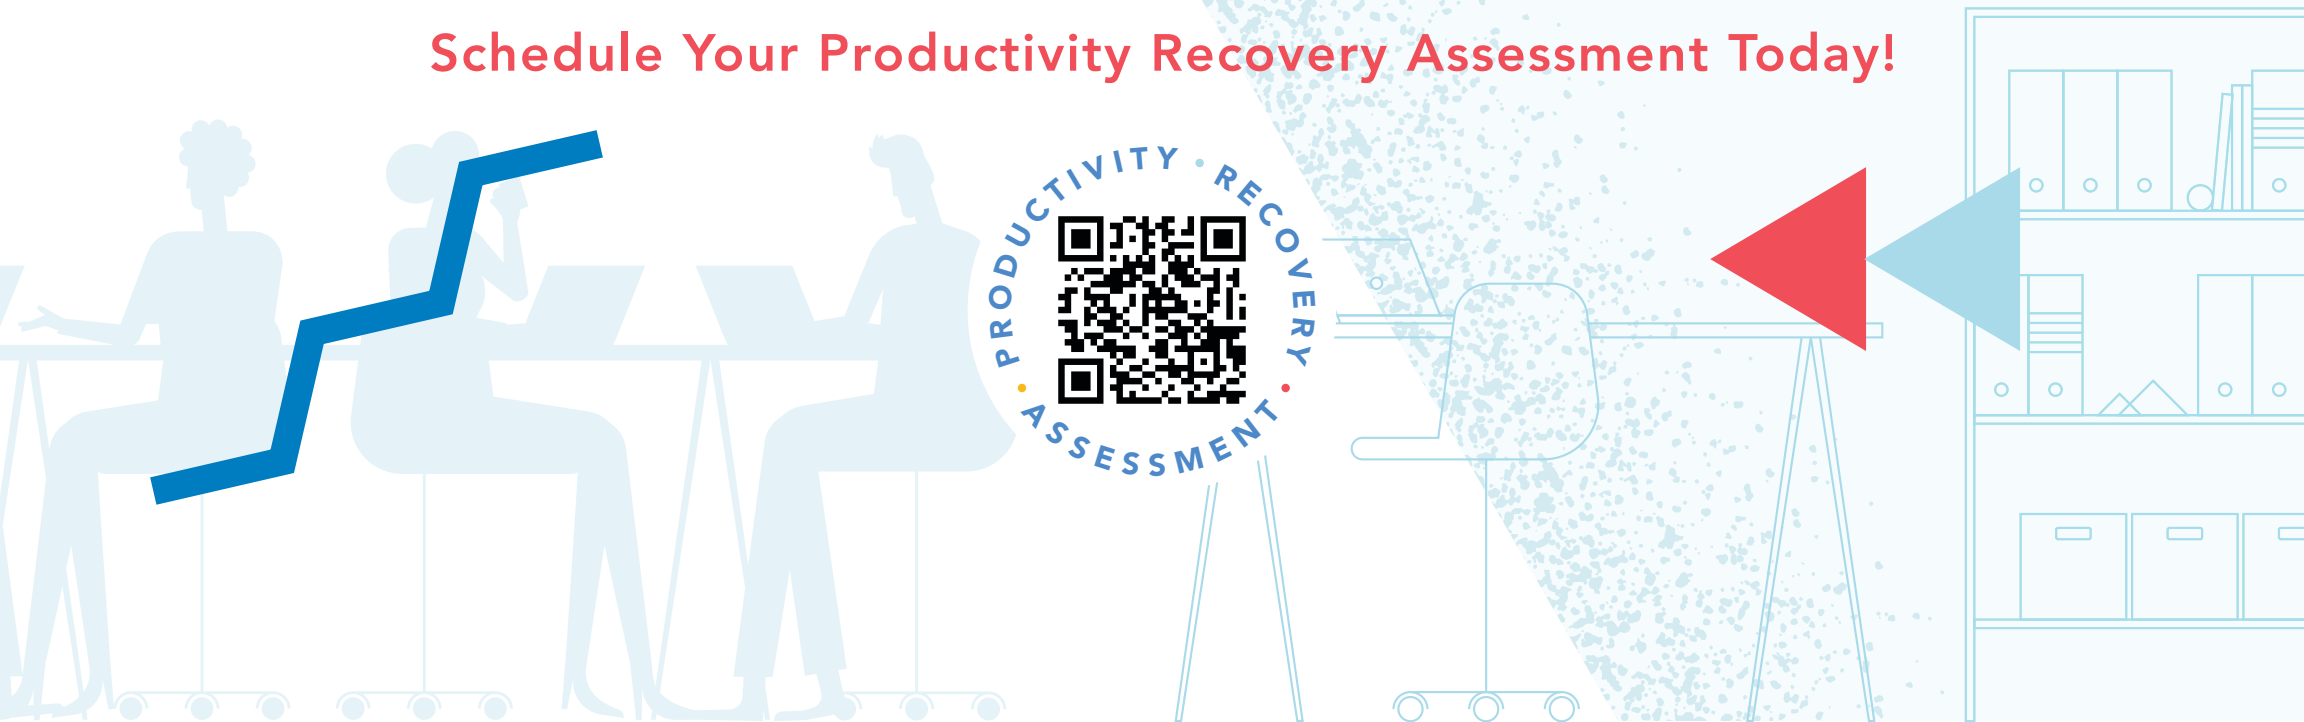 Schedule Your Productivity Recovery Assessment Today!
PRODUCTIVITY • RECOVERY • ASSESSMENT •